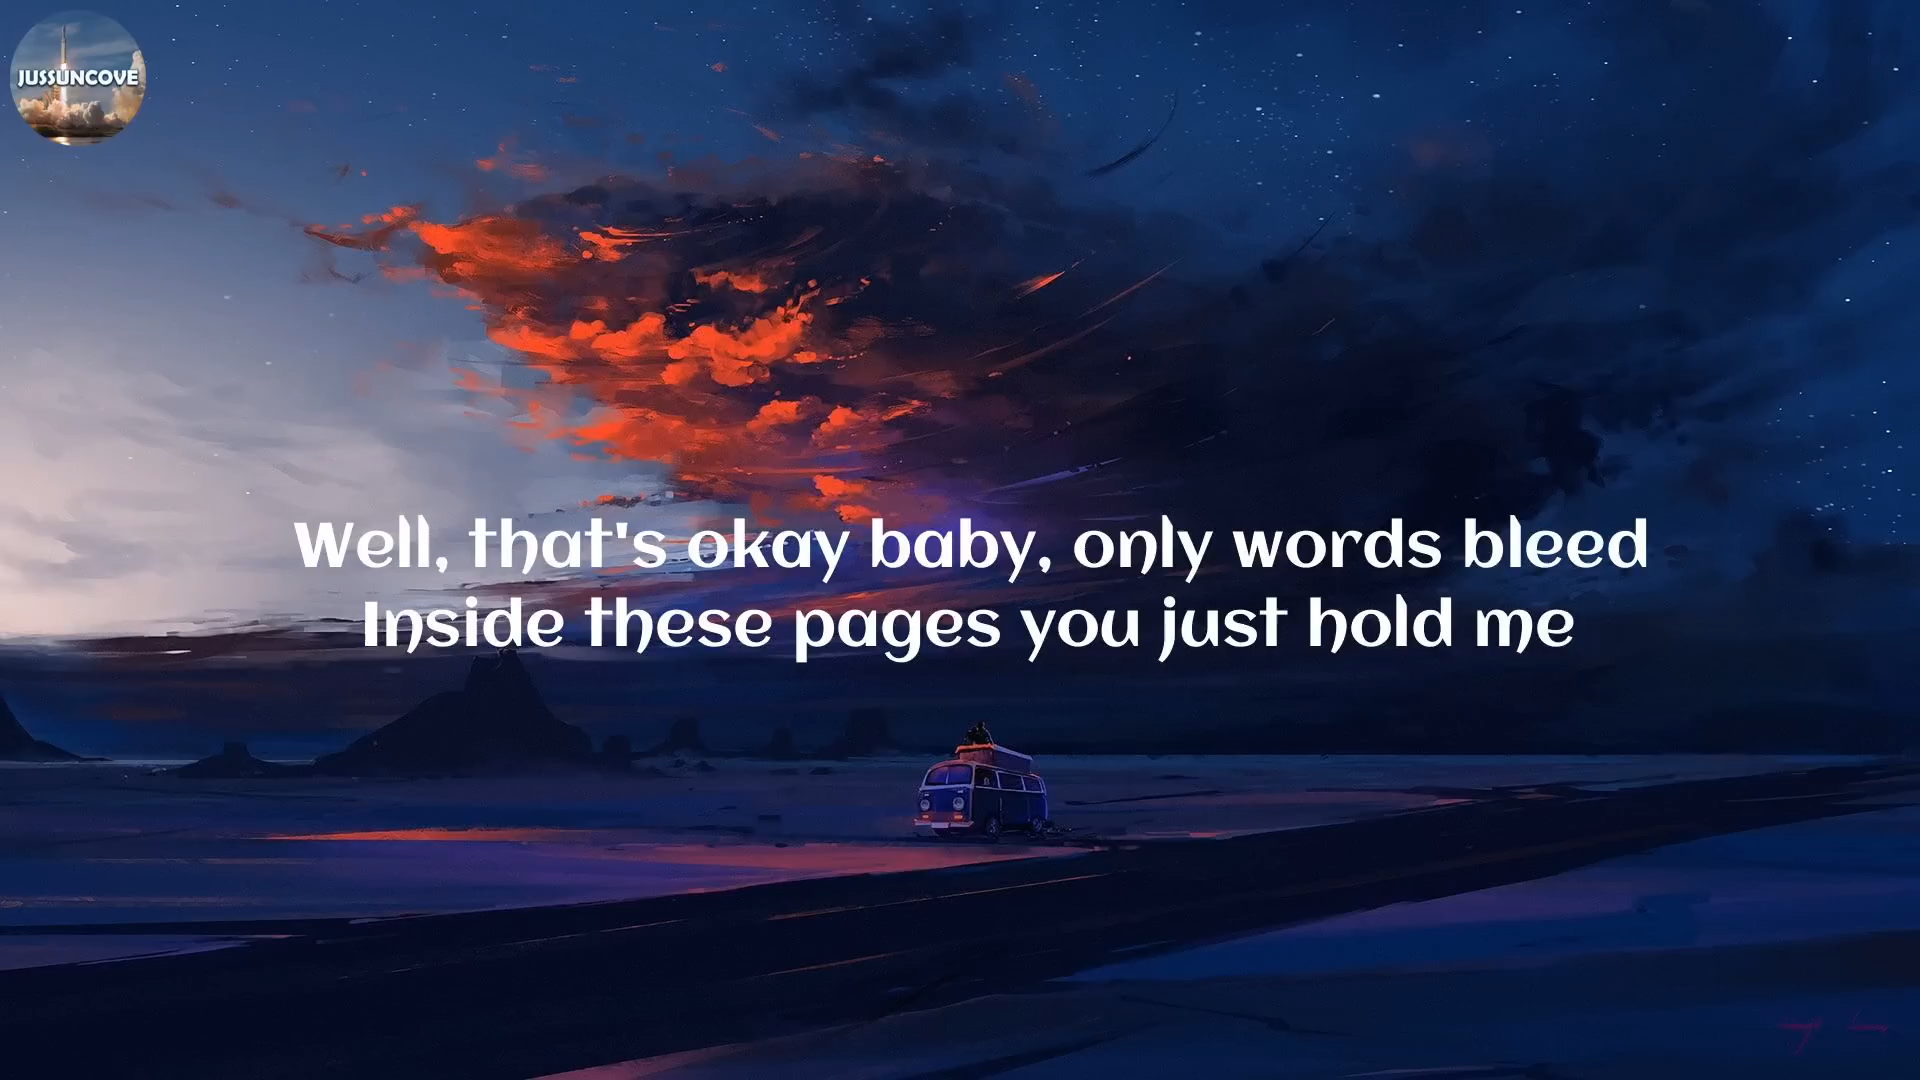 JUSSUNCOVE
Well, that's okay baby, only words bleed
Inside these pages you just hold me